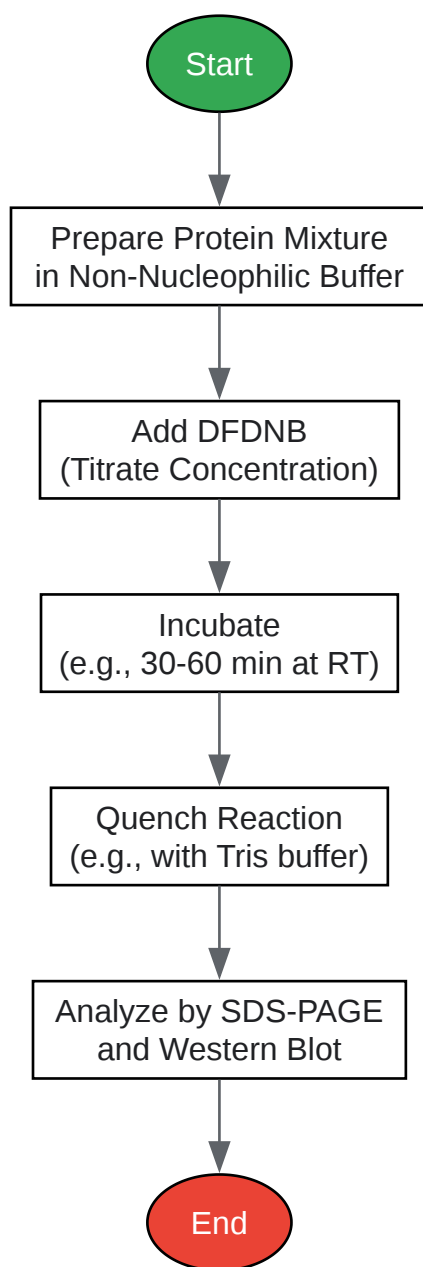 Start
Prepare Protein Mixture
in Non-Nucleophilic Buffer
Add DFDNB
(Titrate Concentration)
Incubate
(e.g., 30-60 min at RT)
Quench Reaction
(e.g., with Tris buffer)
Analyze by SDS-PAGE
and Western Blot
End